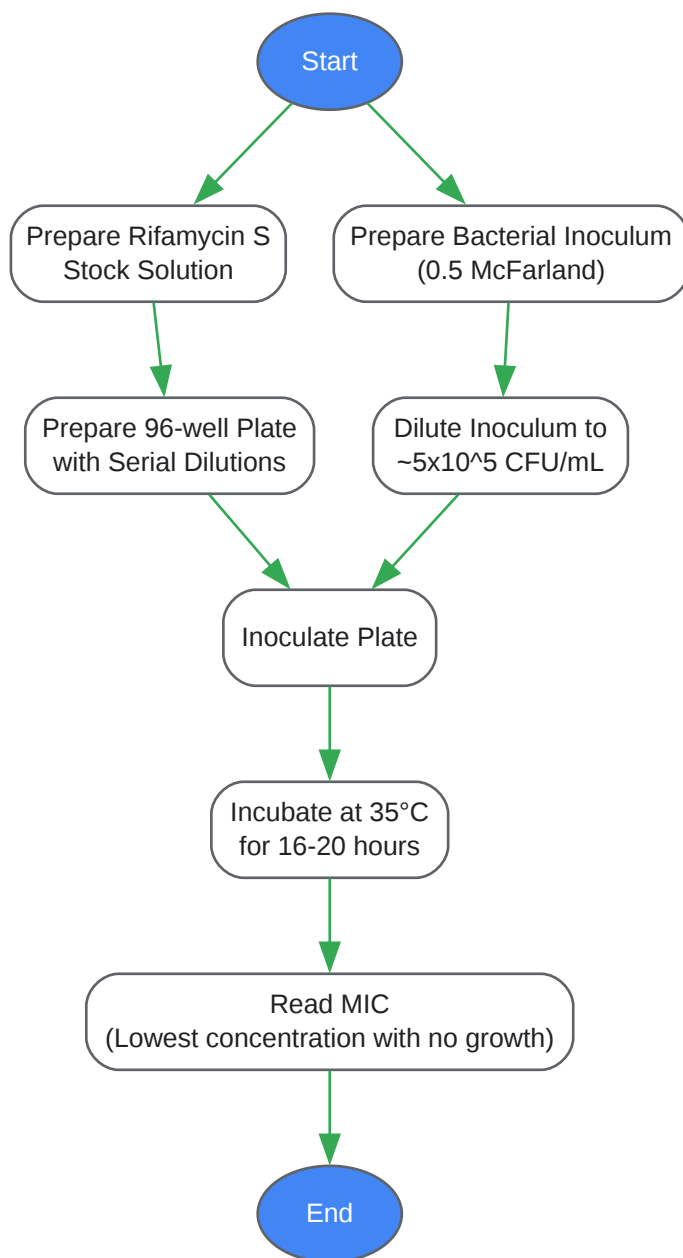 Start
Prepare Rifamycin S
Stock Solution
Prepare Bacterial Inoculum
(0.5 McFarland)
Prepare 96-well Plate
with Serial Dilutions
Dilute Inoculum to
~5x10^5 CFU/mL
Inoculate Plate
Incubate at 35°C
for 16-20 hours
Read MIC
(Lowest concentration with no growth)
End